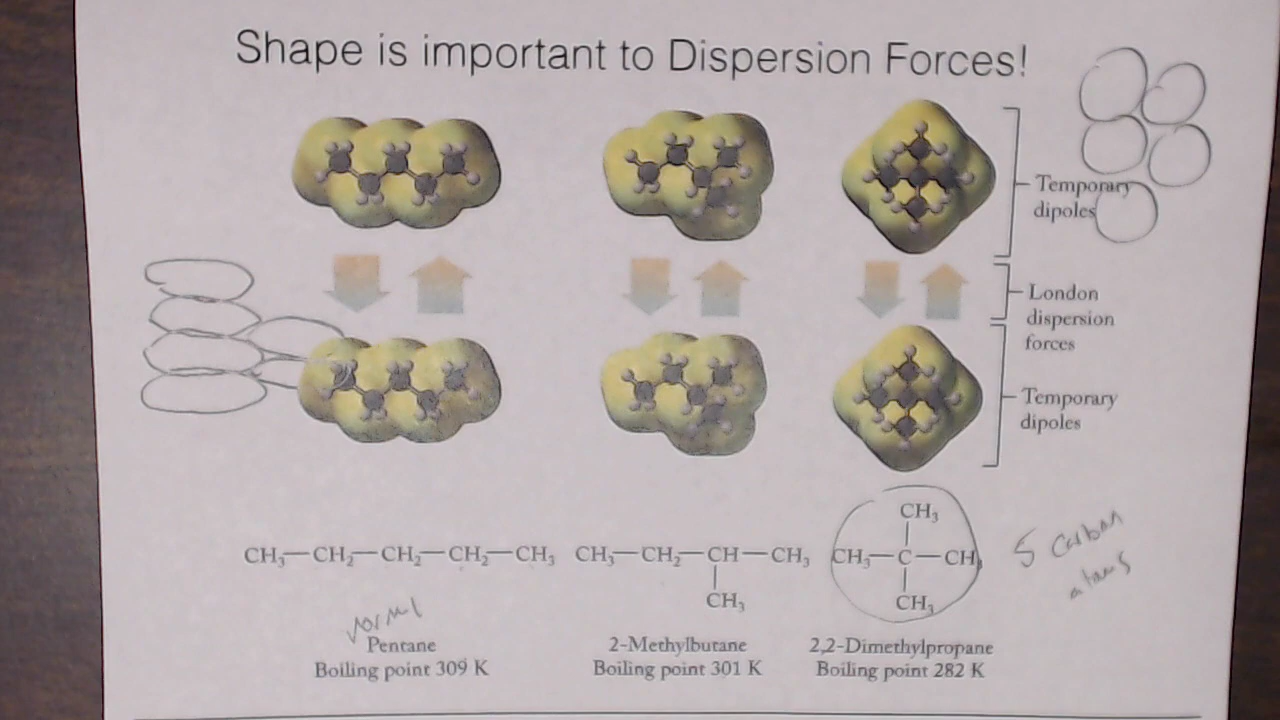 Shape is important to Dispersion Forces!
Temporary
dipoles
London
dispersion
forces
Temporary
dipoles
CH₃—CH₂—CH₂—CH₂—CH₃
CH₃—CH₂—CH—CH₃
CH₃
CH₃
CH₃—C—CH₃
CH₃
5 Carbon
atoms
normal
Pentane
Boiling point 309 K
2-Methylbutane
Boiling point 301 K
2,2-Dimethylpropane
Boiling point 282 K